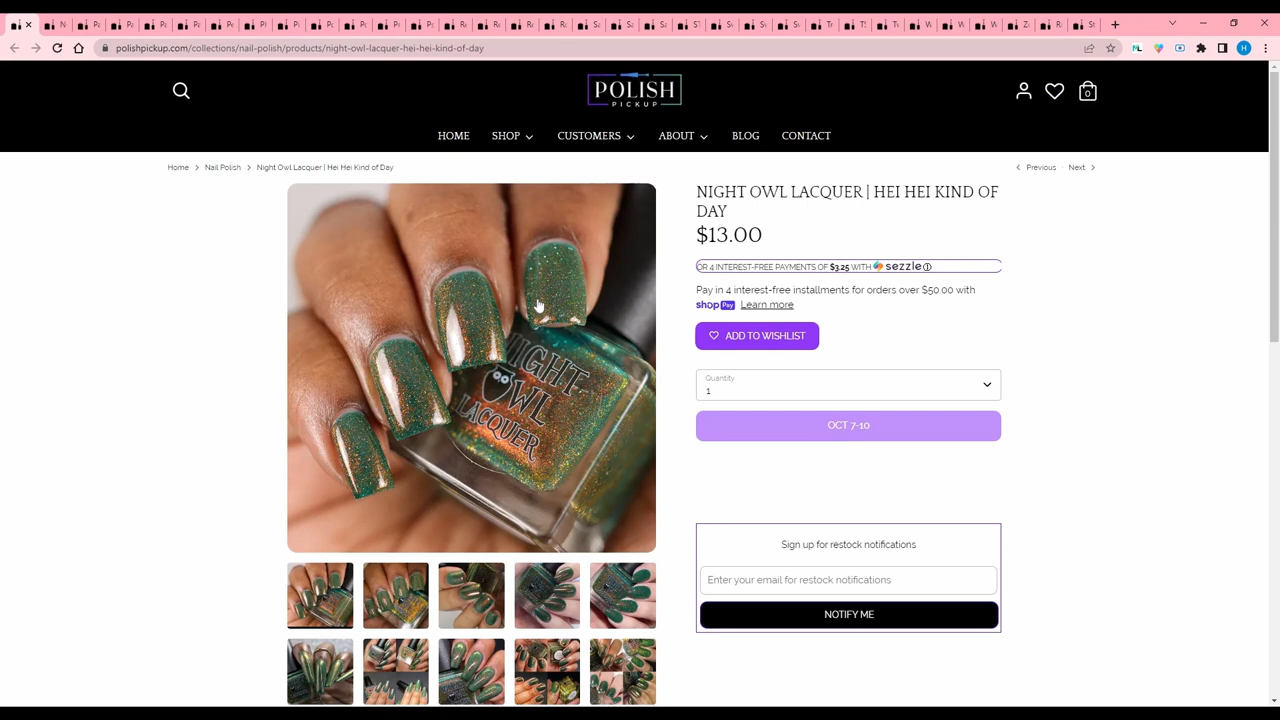 polishpickup.com/collections/nail-polish/products/night-owl-lacquer-hei-hei-kind-of-day
POLISH
PICKUP
0
HOME SHOP CUSTOMERS ABOUT BLOG CONTACT
Home > Nail Polish > Night Owl Lacquer | Hei Hei Kind of Day
< Previous · Next >
NIGHT OWL LACQUER | HEI HEI KIND OF
DAY
$13.00
OR 4 INTEREST-FREE PAYMENTS OF $3.25 WITH sezzle
Pay in 4 interest-free installments for orders over $50.00 with
shop Pay Learn more
ADD TO WISHLIST
Quantity
1
OCT 7-10
Sign up for restock notifications
Enter your email for restock notifications
NOTIFY ME
NIGHT
OWL
LACQUER